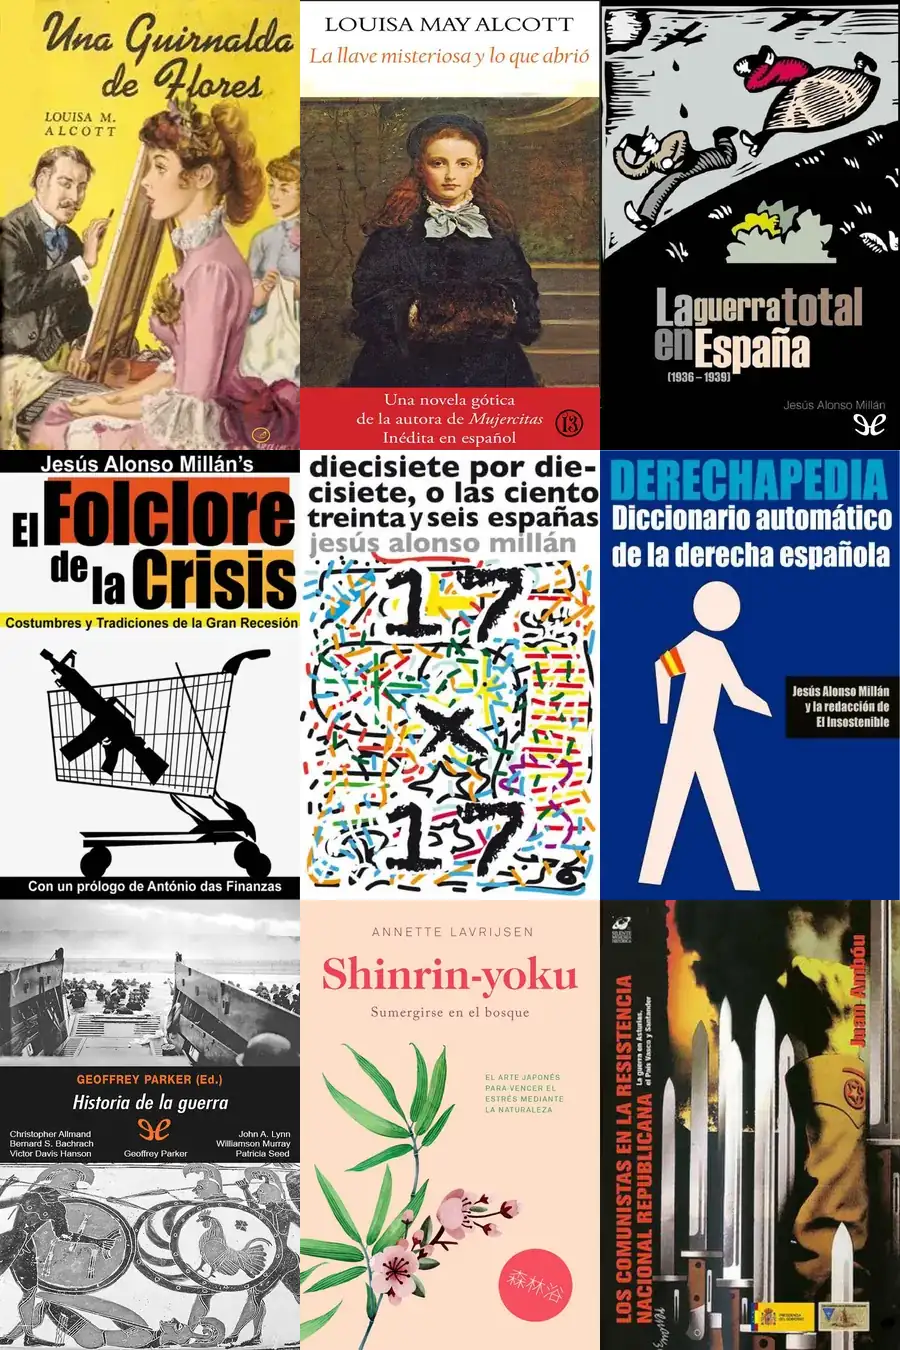 Una Guirnalda
de Flores
LOUISA M.
ALCOTT
LOUISA MAY ALCOTT
La llave misteriosa y lo que abrió
Una novela gótica
de la autora de Mujercitas
Inédita en español
13
La guerra total
en España
(1936 – 1939)
Jesús Alonso Millán
Jesús Alonso Millán's
El Folclore
de la Crisis
Costumbres y Tradiciones de la Gran Recesión
Con un prólogo de António das Finanzas
diecisiete por die-
cisiete, o las ciento
treinta y seis españas
jesús alonso millán
17
x
17
DERECHAPEDIA
Diccionario automático
de la derecha española
Jesús Alonso Millán
y la redacción de
El Insostenible
GEOFFREY PARKER (Ed.)
Historia de la guerra
Christopher Allmand
Bernard S. Bachrach
Victor Davis Hanson
Geoffrey Parker
John A. Lynn
Williamson Murray
Patricia Seed
ANNETTE LAVRIJSEN
Shinrin-yoku
Sumergirse en el bosque
EL ARTE JAPONÉS
PARA VENCER EL
ESTRÉS MEDIANTE
LA NATURALEZA
森林浴
Juan Ambou
LOS COMUNISTAS EN LA RESISTENCIA
NACIONAL REPUBLICANA
La guerra en Asturias,
el País Vasco y Santander